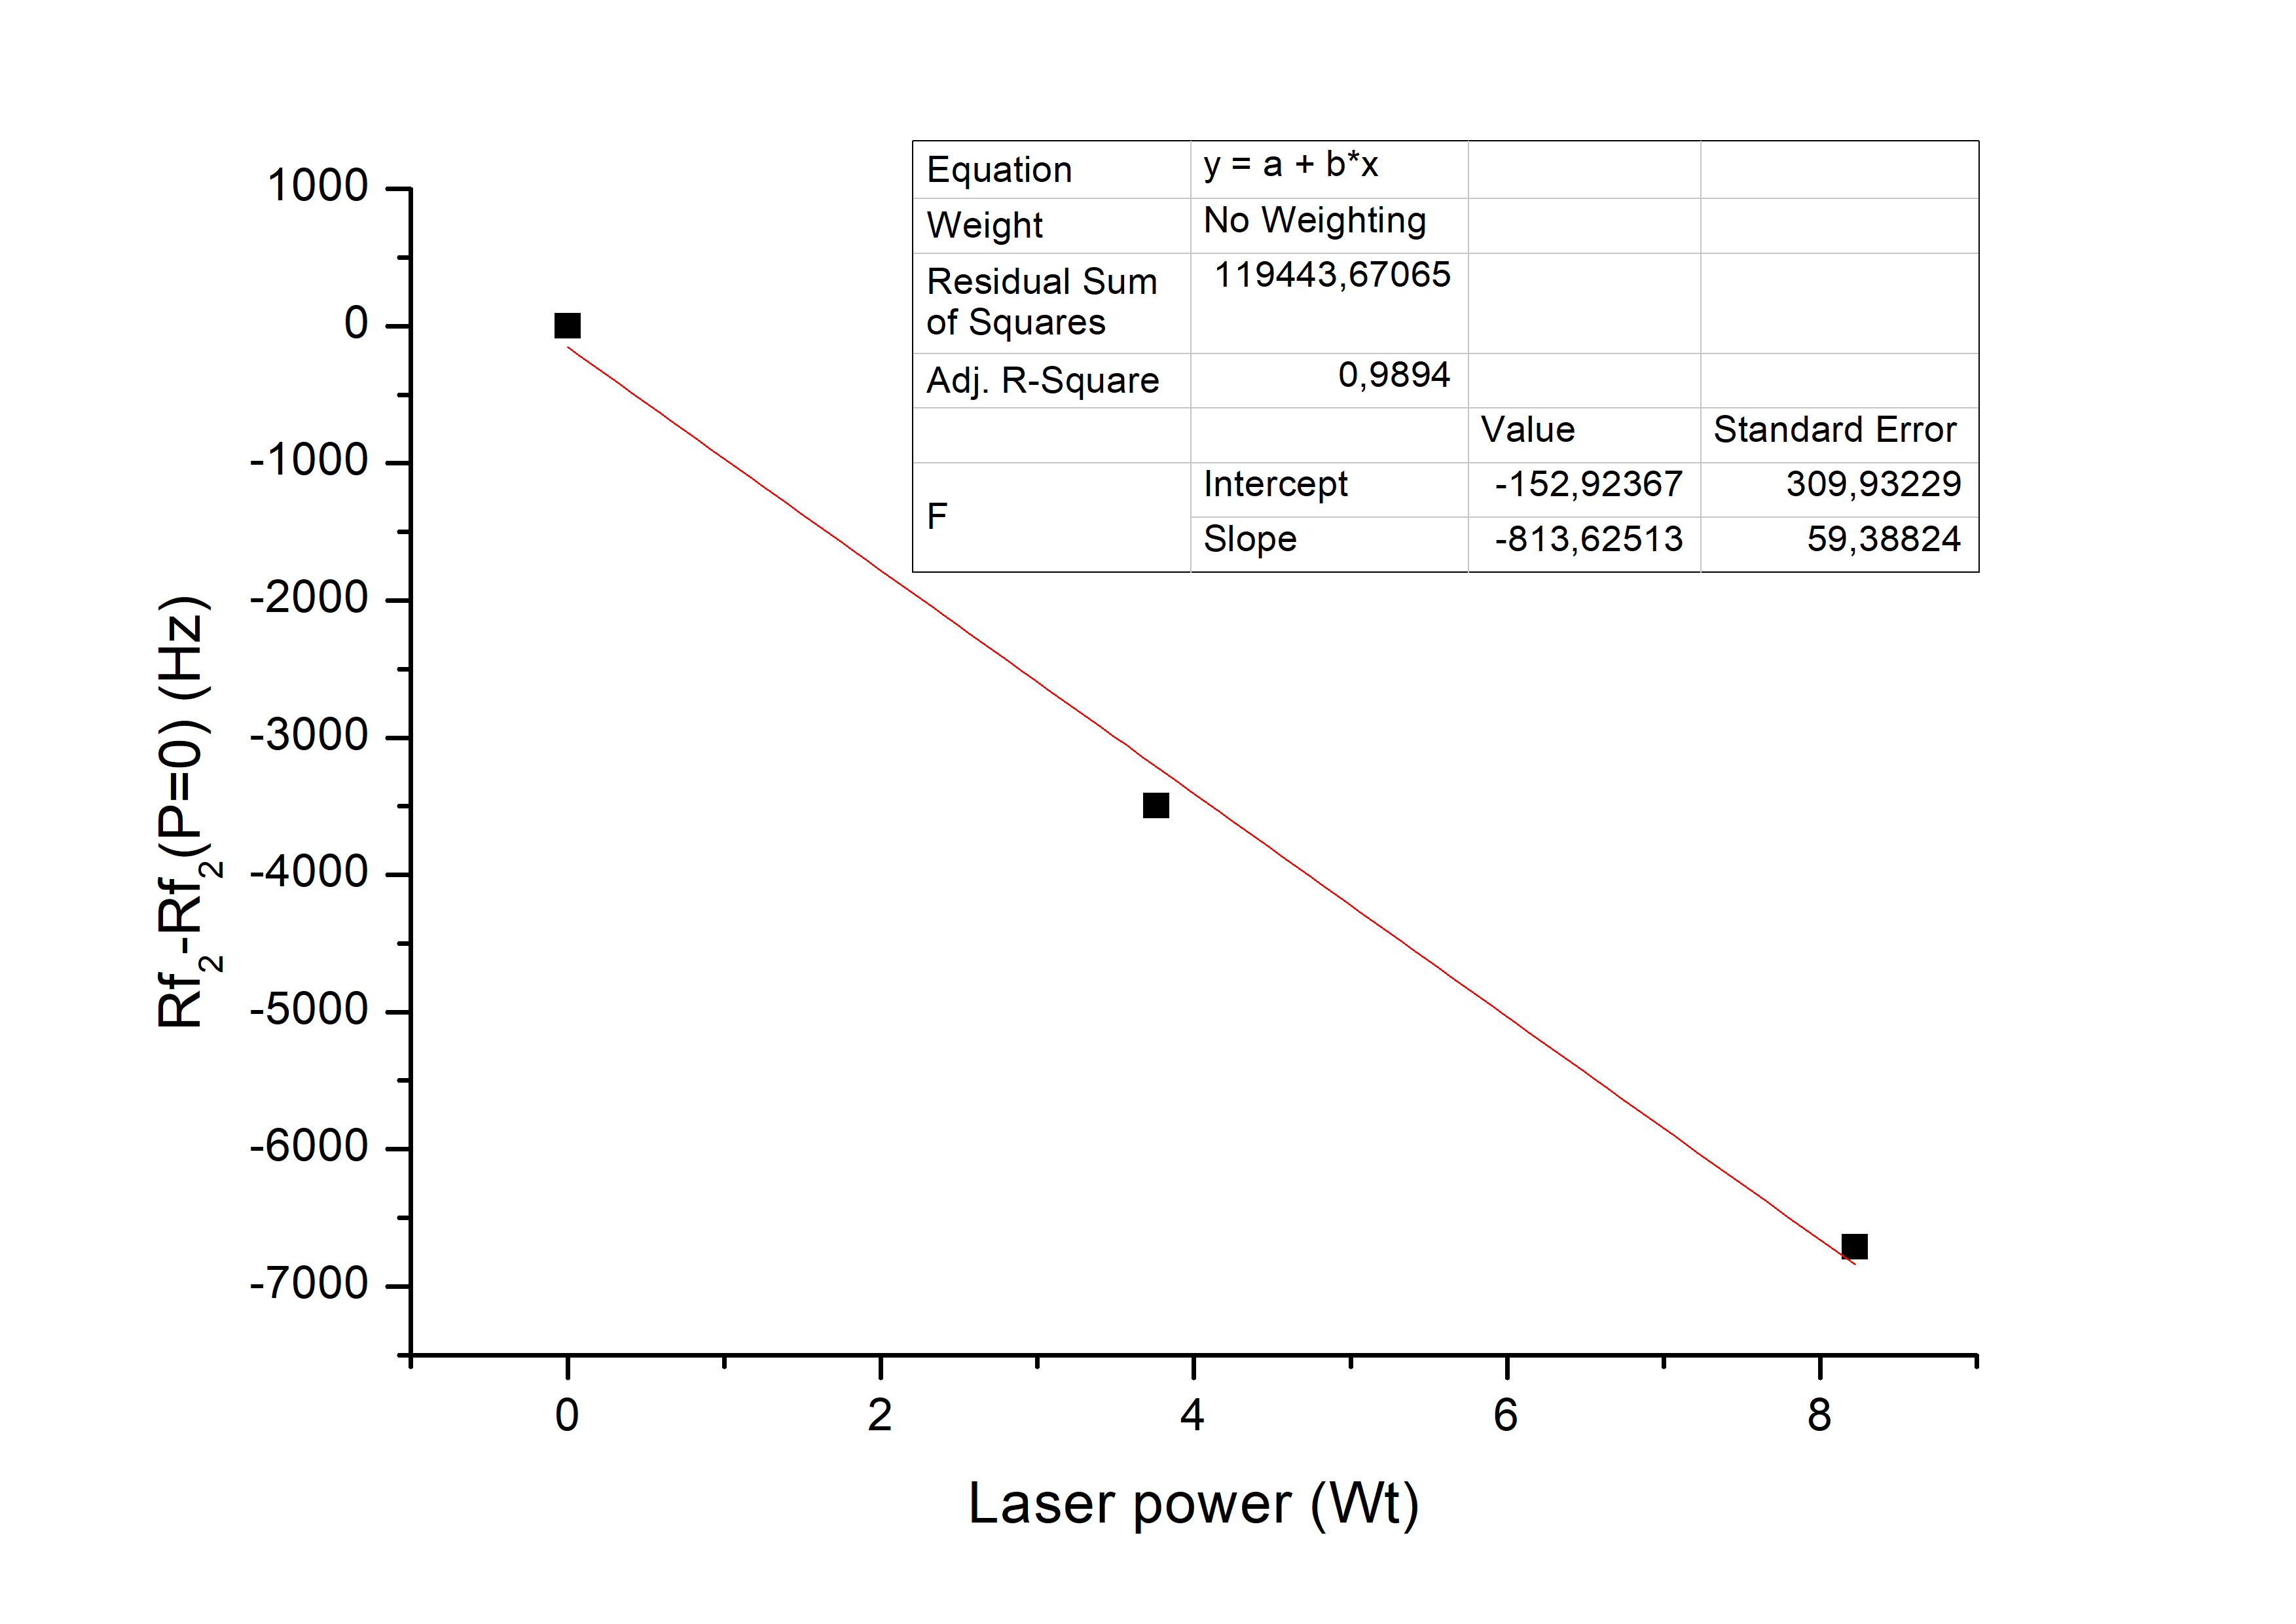 Equation y = a + b*x
Weight No Weighting
Residual Sum of Squares 119443,67065
Adj. R-Square 0,9894
Value Standard Error
F Intercept -152,92367 309,93229
Slope -813,62513 59,38824
1000
0
-1000
-2000
-3000
-4000
-5000
-6000
-7000
Rf2-Rf2(P=0) (Hz)
0 2 4 6 8
Laser power (Wt)